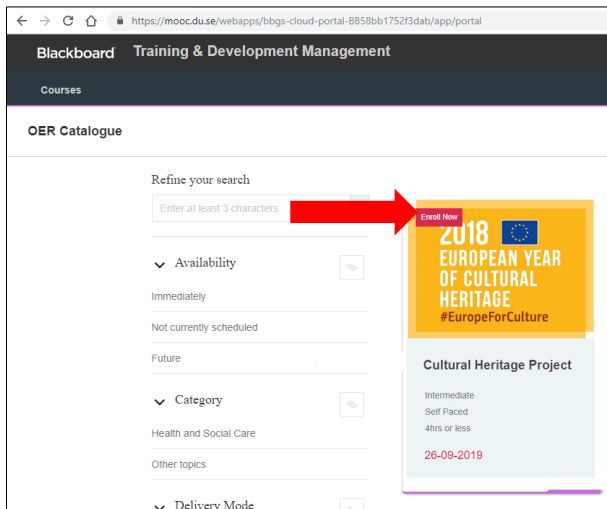 https://mooc.du.se/webapps/bbgs-cloud-portal-8B58bb1752f3dab/app/portal
Blackboard Training & Development Management
Courses
OER Catalogue
Refine your search
Enter at least 3 characters
Availability
Immediately
Not currently scheduled
Future
Category
Health and Social Care
Other topics
Delivery Mode
Enroll Now
2018
EUROPEAN YEAR
OF CULTURAL
HERITAGE
#EuropeForCulture
Cultural Heritage Project
Intermediate
Self Paced
4hrs or less
26-09-2019